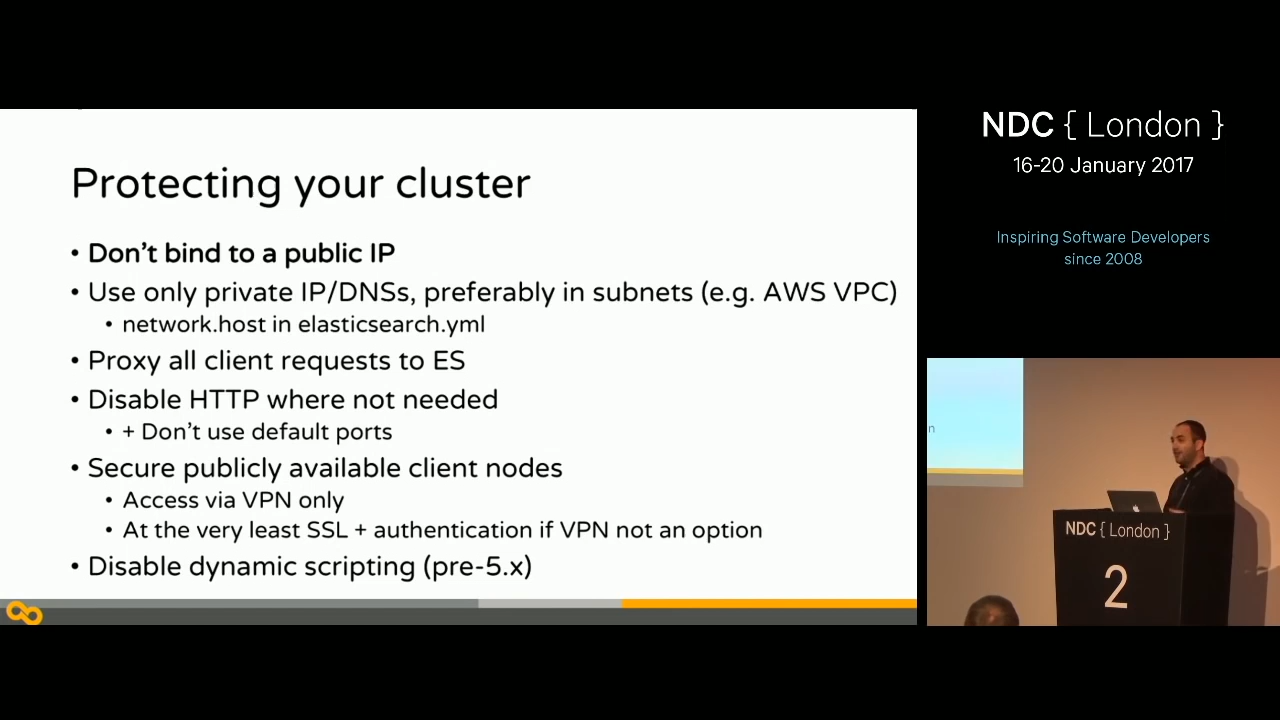 Protecting your cluster
• Don't bind to a public IP
• Use only private IP/DNSs, preferably in subnets (e.g. AWS VPC)
• network.host in elasticsearch.yml
• Proxy all client requests to ES
• Disable HTTP where not needed
• + Don't use default ports
• Secure publicly available client nodes
• Access via VPN only
• At the very least SSL + authentication if VPN not an option
• Disable dynamic scripting (pre-5.x)
NDC { London }
16-20 January 2017
Inspiring Software Developers
since 2008
n
NDC { London }
2